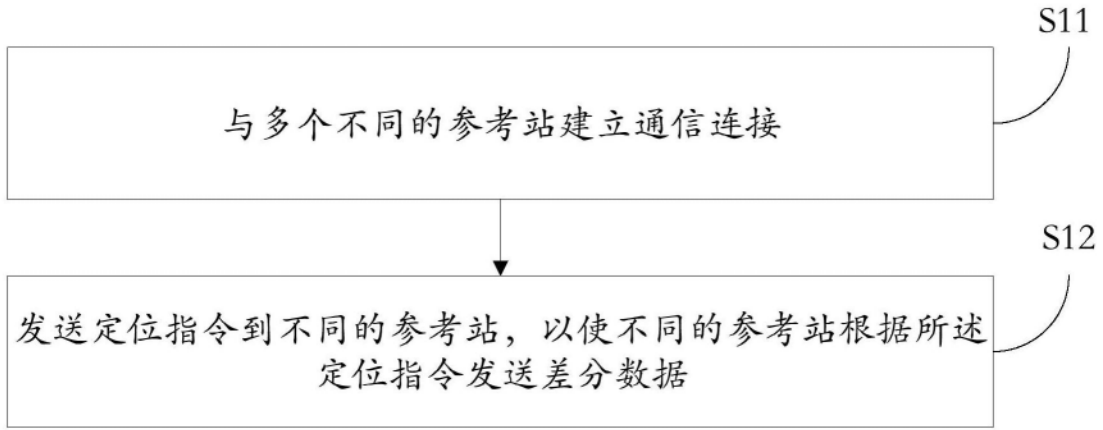 S11
与多个不同的参考站建立通信连接
S12
发送定位指令到不同的参考站，以使不同的参考站根据所述
定位指令发送差分数据